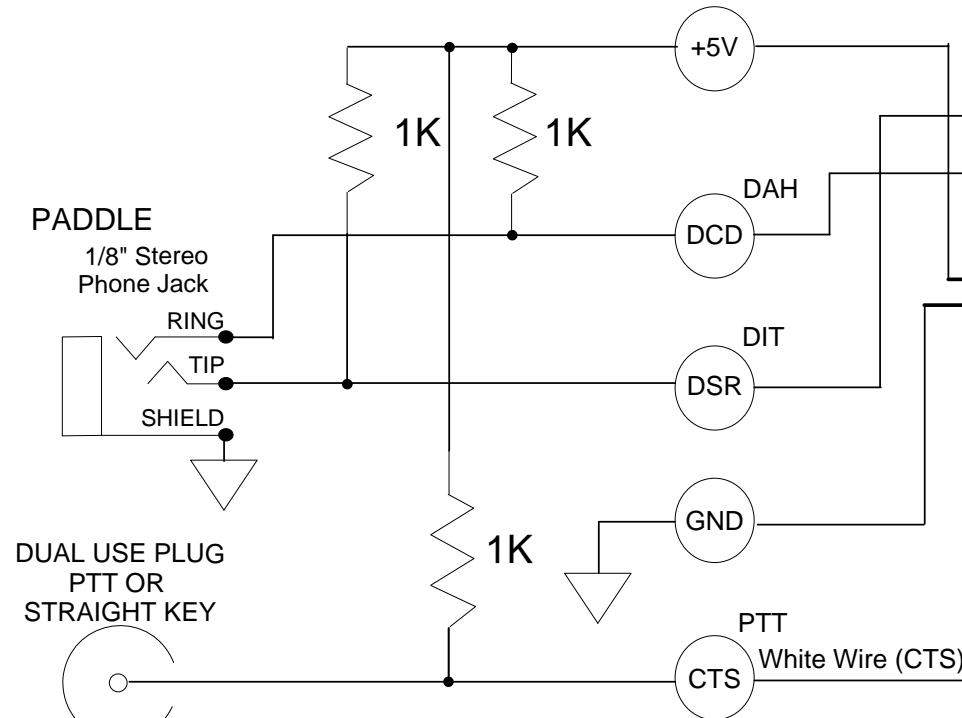 +5V
1K
1K
DAH
DCD
PADDLE
1/8" Stereo
Phone Jack
RING
TIP
SHIELD
DIT
DSR
GND
1K
DUAL USE PLUG
PTT OR
STRAIGHT KEY
PTT
White Wire (CTS)
CTS